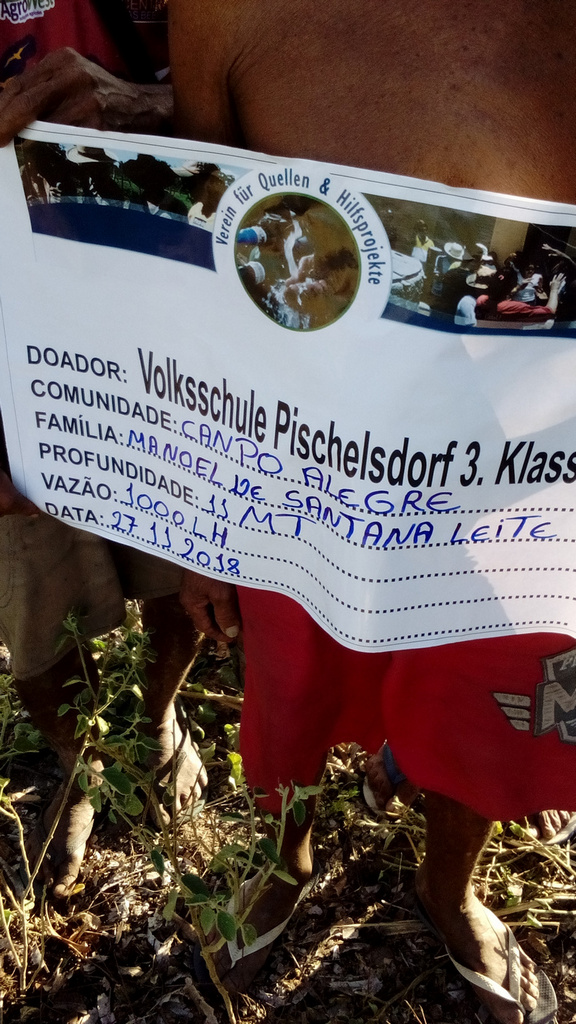 AgroWest
Verein für Quellen & Hilfsprojekte
DOADOR: Volksschule Pischelsdorf 3. Klass
COMUNIDADE: CANPO ALEGRE
FAMÍLIA: MANOEL DE SANTANA LEITE
PROFUNDIDADE: 11 MT
VAZÃO: 1000 LH
DATA: 27 11 2018